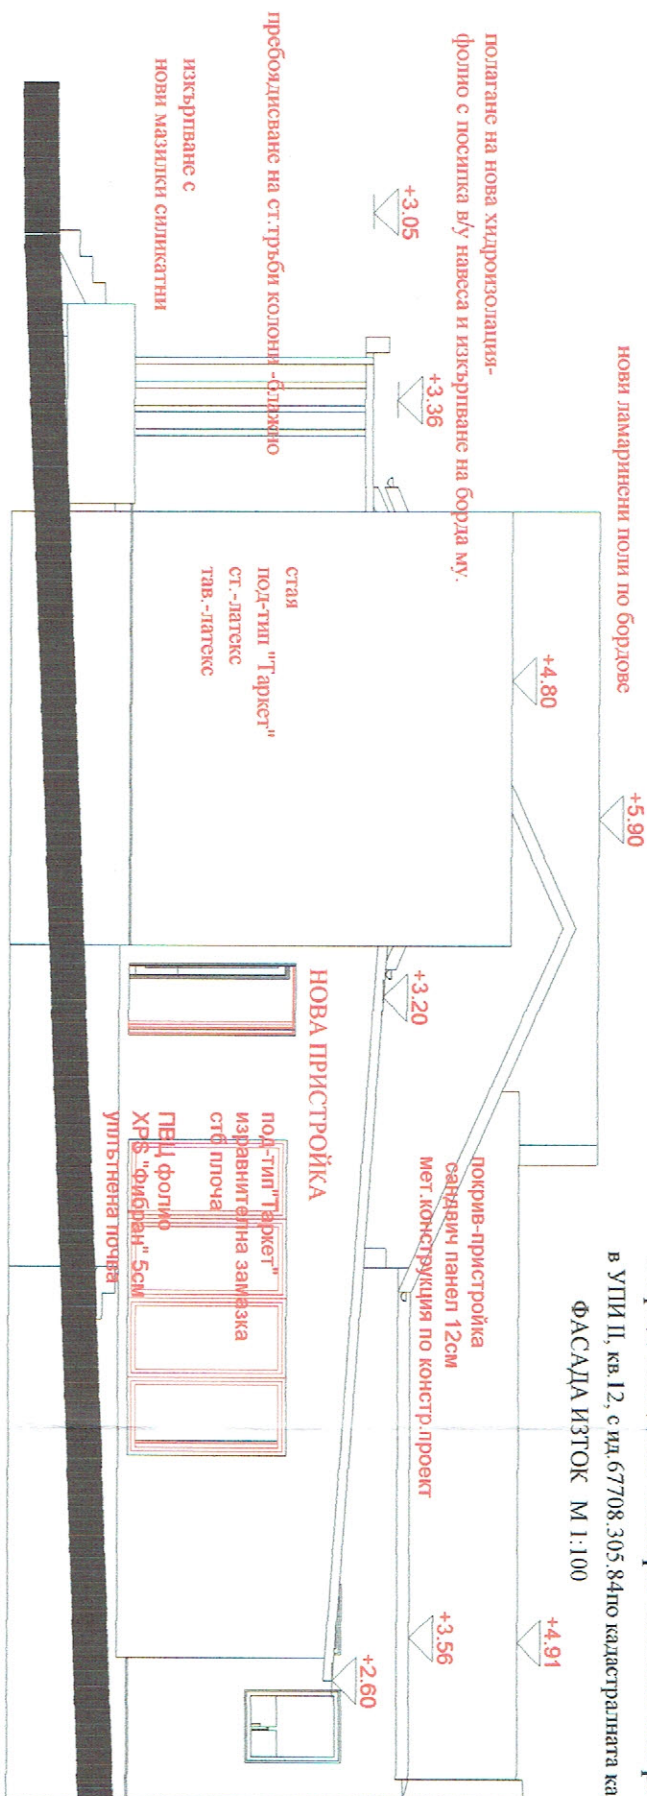 в УПИ II, кв.12, с ид.67708.305.84по кадастралната ка
ФАСАДА ИЗТОК М 1:100
нови ламаринени поли по бордове
+5.90
полагане на нова хидроизолация-
фолио с посипка в/у навеса и изкърпване на борда му.
+4.80
+4.91
+3.05
+3.36
+3.20
+3.56
+2.60
покрив-пристройка
сандвич панел 12см
мет.конструкция по констр.проект
пребоядисване на ст.тръби колони -блажно
изкърпване с
нови мазилки силикатни
стая
под-тип "Таркет"
ст.-латекс
тав.-латекс
НОВА ПРИСТРОЙКА
под-тип"Таркет"
изравнителна замазка
стб плоча
ПВЦ фолио
XPS "фибран" 5см
уплътнена почва